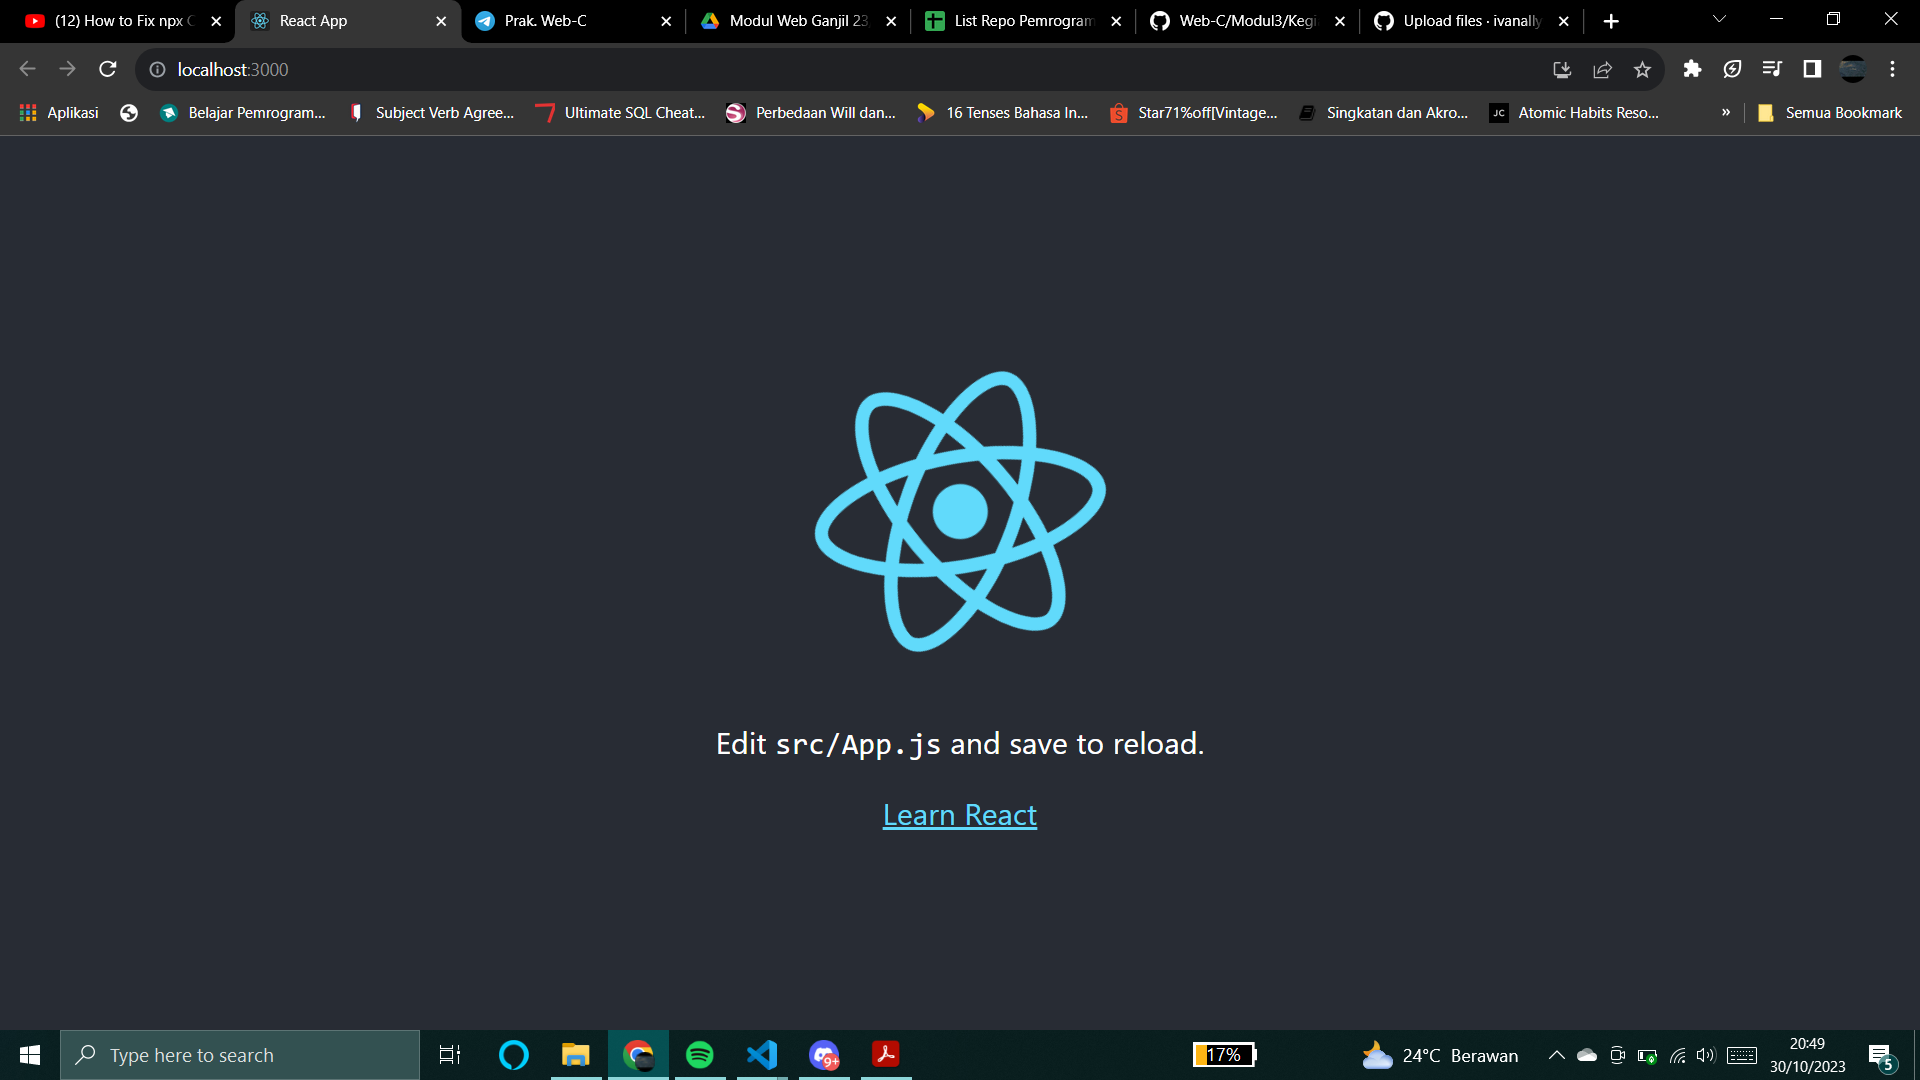 (12) How to Fix npx
React App
Prak. Web-C
Modul Web Ganjil 23
List Repo Pemrogram
Web-C/Modul3/Kegi
Upload files · ivanally
localhost:3000
Aplikasi
Belajar Pemrogram...
Subject Verb Agree...
Ultimate SQL Cheat...
Perbedaan Will dan...
16 Tenses Bahasa In...
Star71%off[Vintage...
Singkatan dan Akro...
JC
Atomic Habits Reso...
»
Semua Bookmark
Edit src/App.js and save to reload.
Learn React
Type here to search
9+
17%
24°C Berawan
20:49
30/10/2023
5